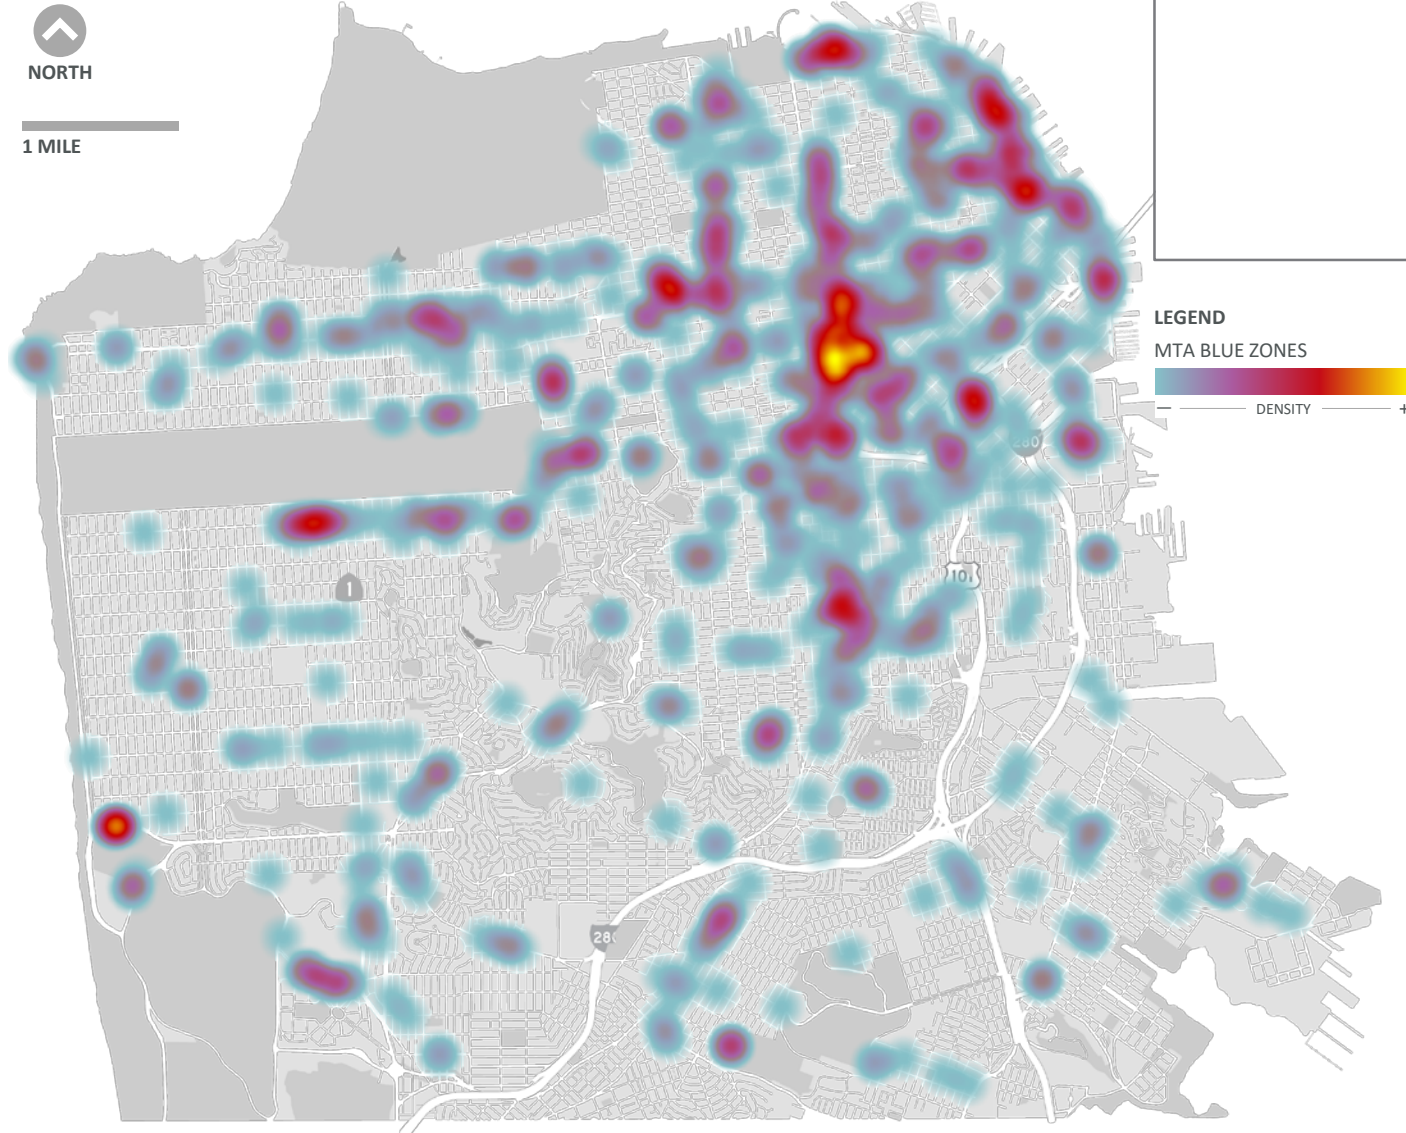 NORTH
1 MILE
LEGEND
MTA BLUE ZONES
— DENSITY +
280
1
101
280